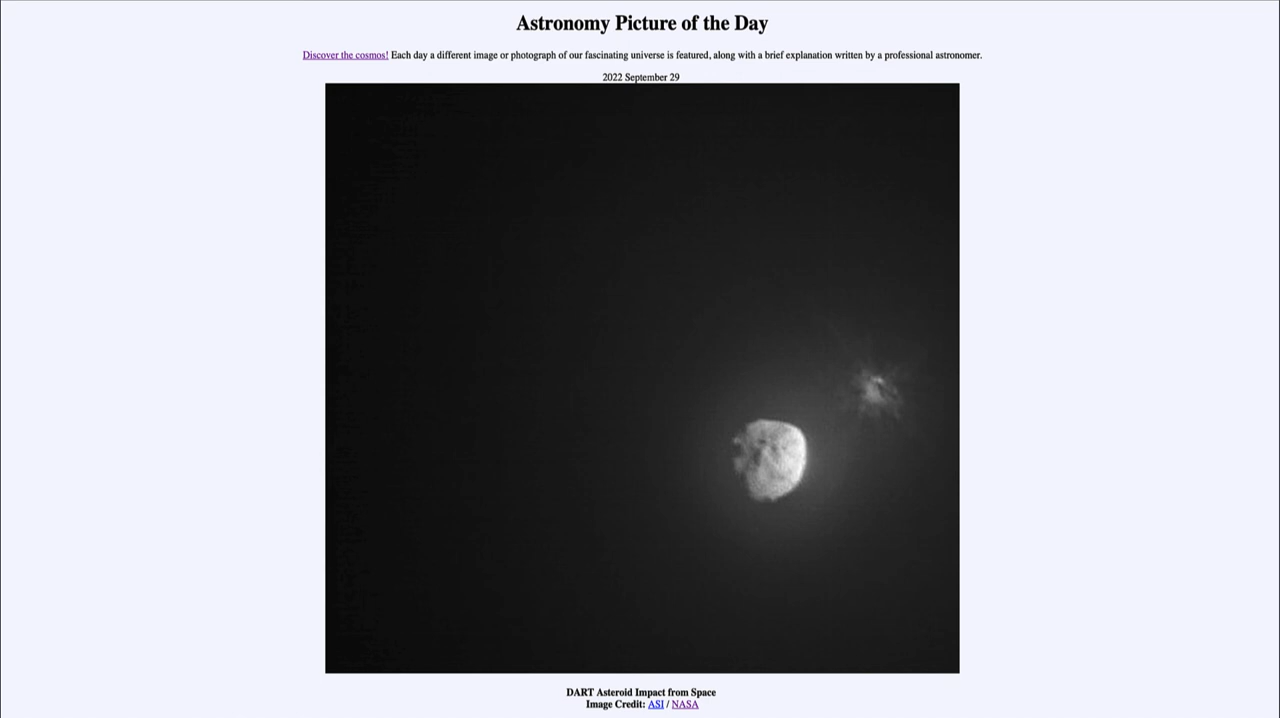 Astronomy Picture of the Day
Discover the cosmos! Each day a different image or photograph of our fascinating universe is featured, along with a brief explanation written by a professional astronomer.
2022 September 29
DART Asteroid Impact from Space
Image Credit: ASI / NASA